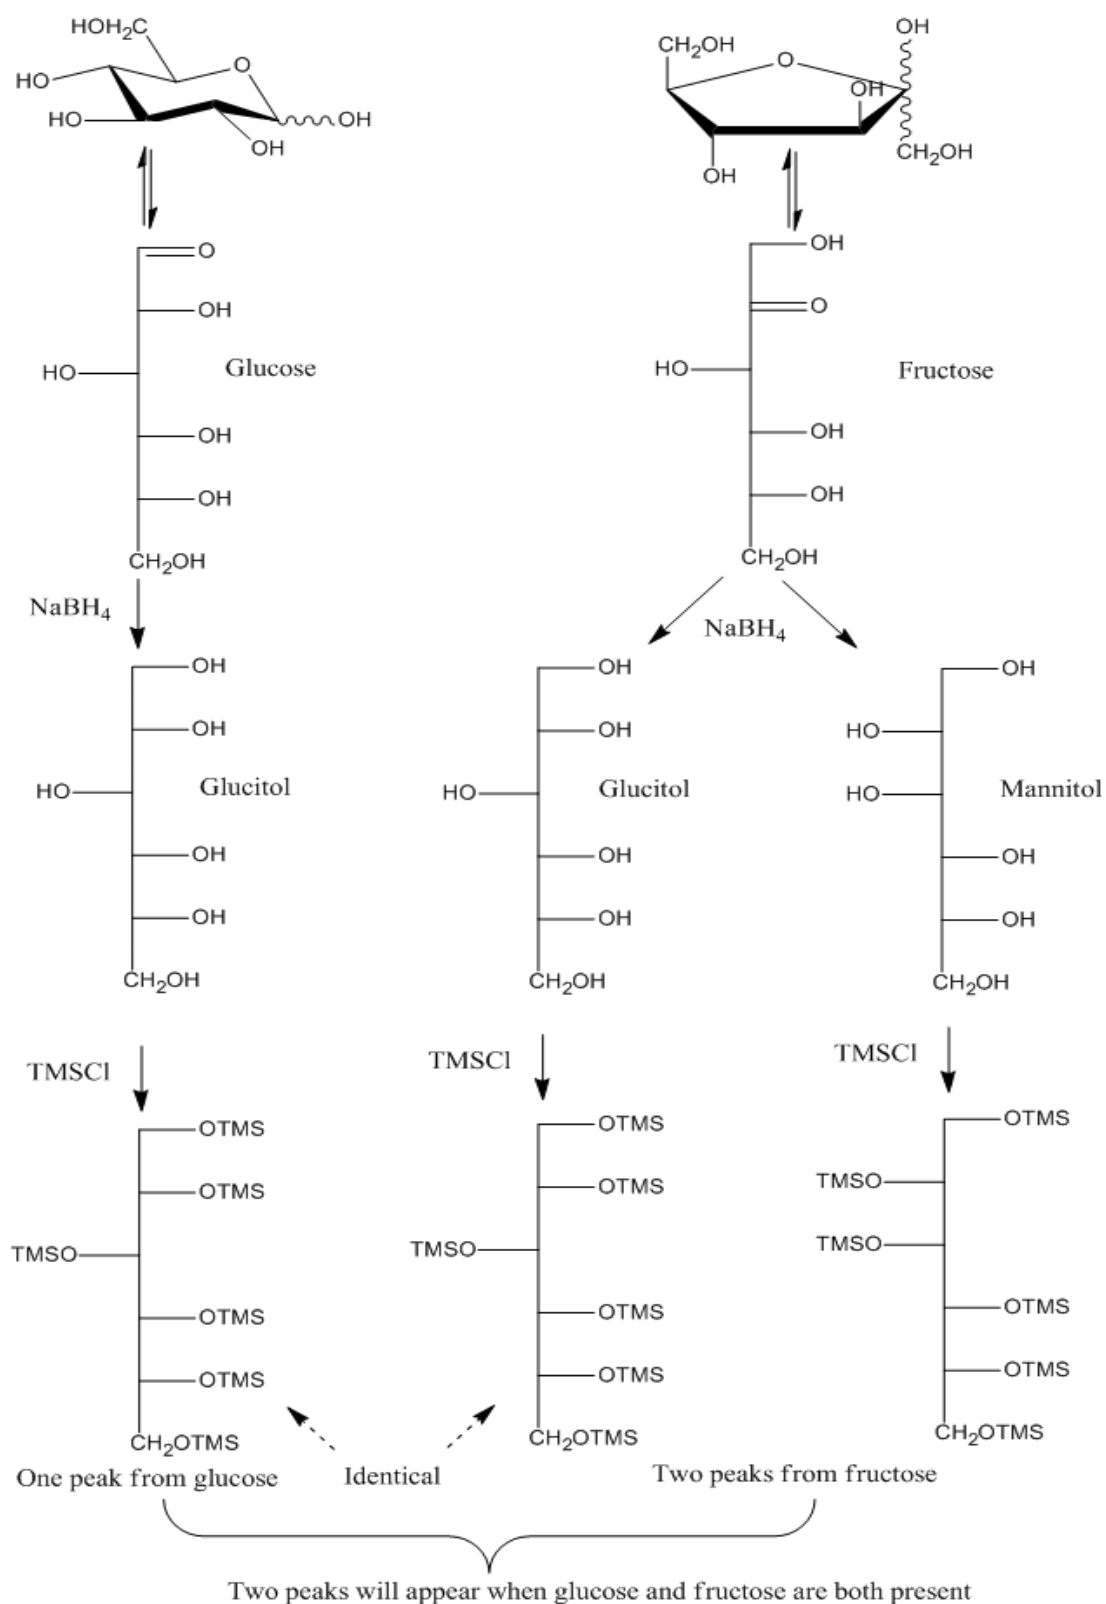 HOH₂C
O
HO
HO
OH
OH
OH
CH₂OH
O
OH
CH₂OH
OH
O
OH
HO
Glucose
OH
OH
CH₂OH
OH
O
HO
Fructose
OH
OH
CH₂OH
NaBH₄
NaBH₄
OH
OH
HO
Glucitol
OH
OH
CH₂OH
OH
OH
HO
Glucitol
OH
OH
CH₂OH
OH
HO
HO
Mannitol
OH
OH
CH₂OH
TMSCl
TMSCl
TMSCl
OTMS
OTMS
TMSO
OTMS
OTMS
CH₂OTMS
OTMS
OTMS
TMSO
OTMS
OTMS
CH₂OTMS
OTMS
TMSO
TMSO
OTMS
OTMS
CH₂OTMS
One peak from glucose
Identical
Two peaks from fructose
Two peaks will appear when glucose and fructose are both present